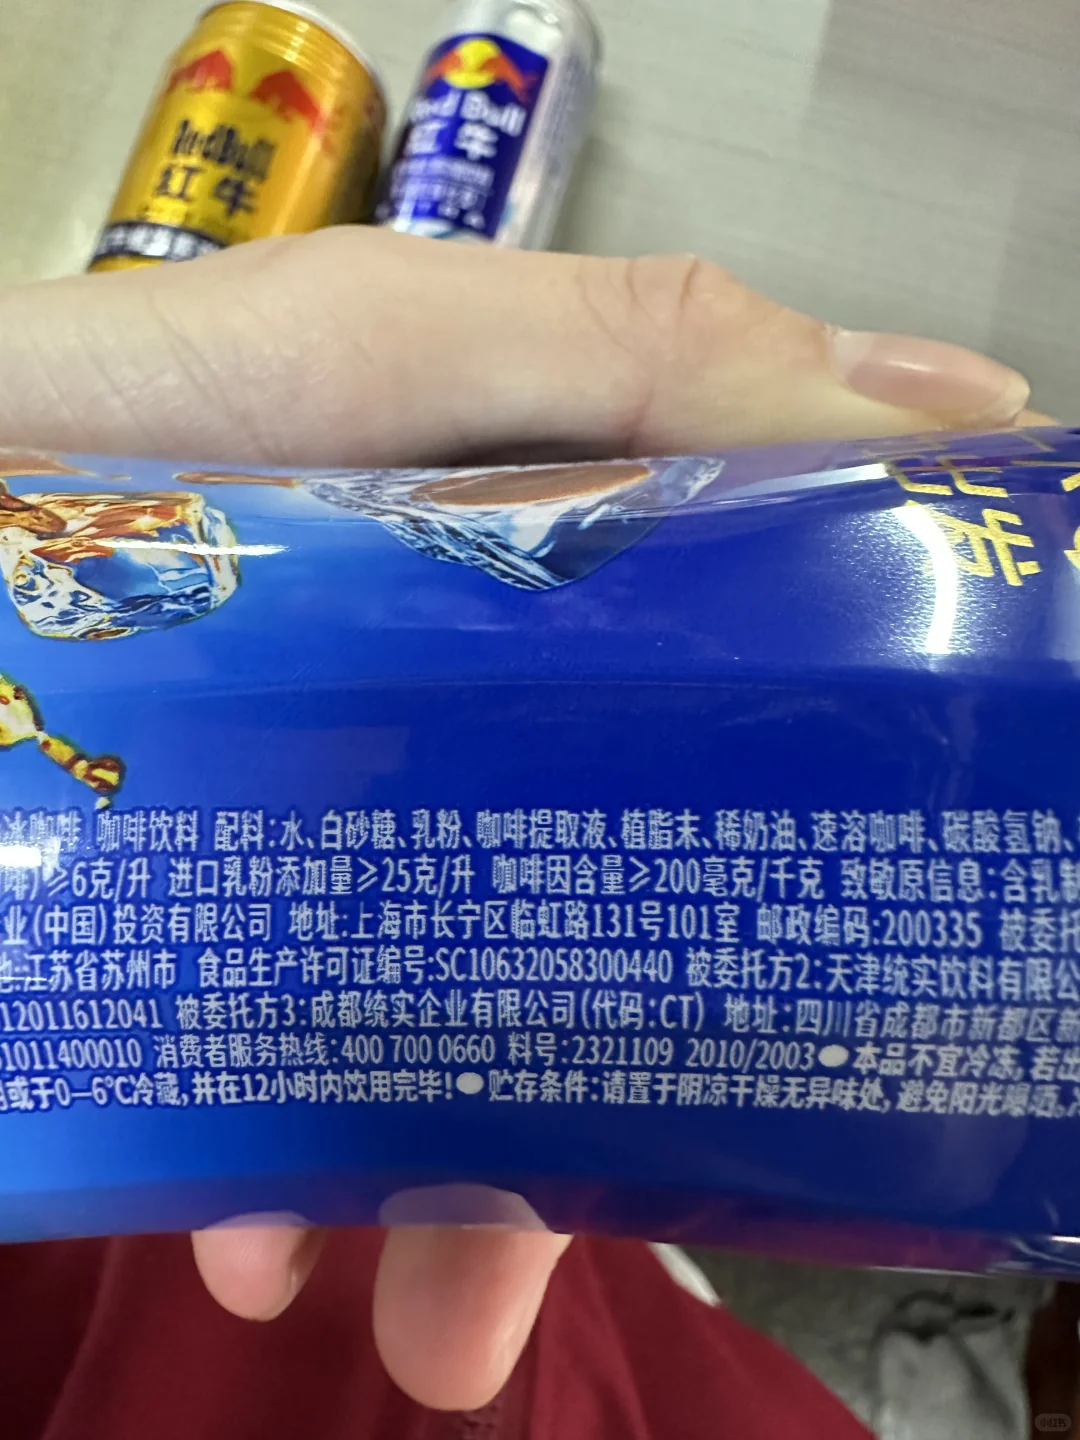 RedBull
红牛
Red Bull
红牛
冰咖啡 咖啡饮料 配料:水、白砂糖、乳粉、咖啡提取液、植脂末、稀奶油、速溶咖啡、碳酸氢钠、
≥6克/升 进口乳粉添加量≥25克/升 咖啡因含量≥200毫克/千克 致敏原信息:含乳制
业(中国)投资有限公司 地址:上海市长宁区临虹路131号101室 邮政编码:200335 被委托
地:江苏省苏州市 食品生产许可证编号:SC10632058300440 被委托方2:天津统实饮料有限公
12011612041 被委托方3:成都统实企业有限公司(代码:CT) 地址:四川省成都市新都区新
1011400010 消费者服务热线:400 700 0660 料号:2321109 2010/2003●本品不宜冷冻,若出
或于0—6℃冷藏,并在12小时内饮用完毕!●贮存条件:请置于阴凉干燥无异味处,避免阳光曝晒。
小红书